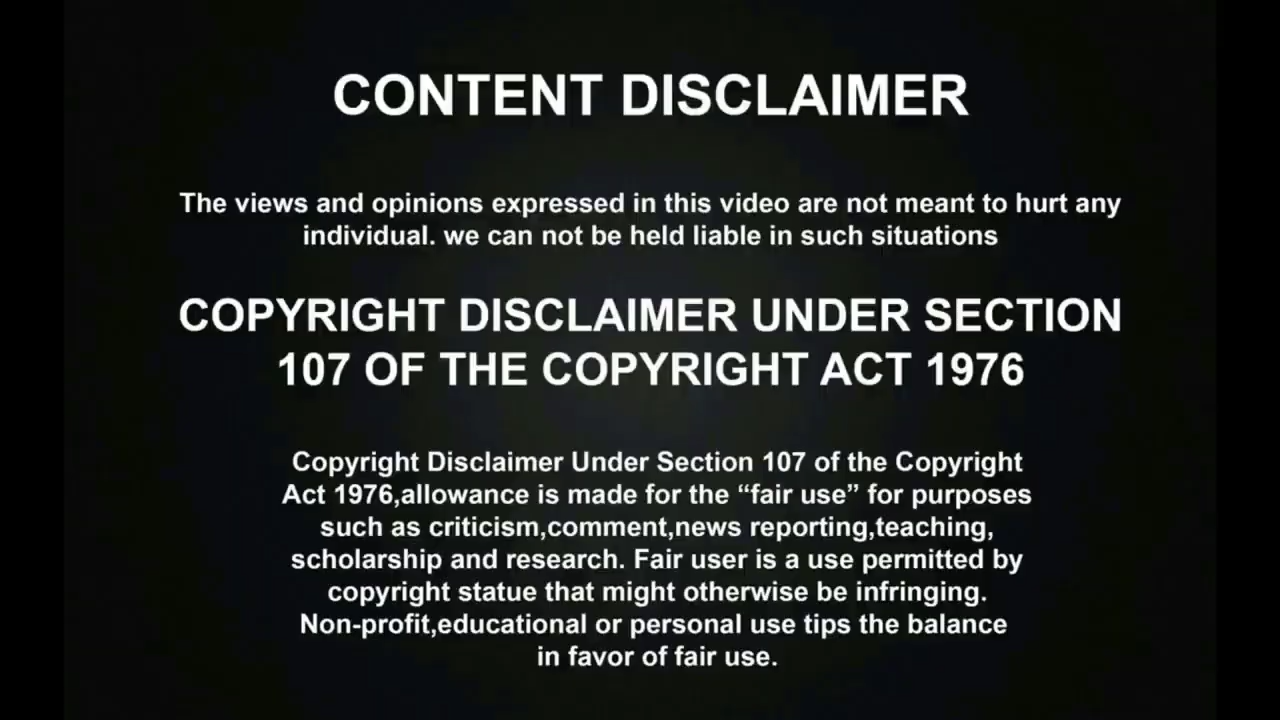 CONTENT DISCLAIMER
The views and opinions expressed in this video are not meant to hurt any
individual. we can not be held liable in such situations
COPYRIGHT DISCLAIMER UNDER SECTION
107 OF THE COPYRIGHT ACT 1976
Copyright Disclaimer Under Section 107 of the Copyright
Act 1976,allowance is made for the “fair use” for purposes
such as criticism,comment,news reporting,teaching,
scholarship and research. Fair user is a use permitted by
copyright statue that might otherwise be infringing.
Non-profit,educational or personal use tips the balance
in favor of fair use.